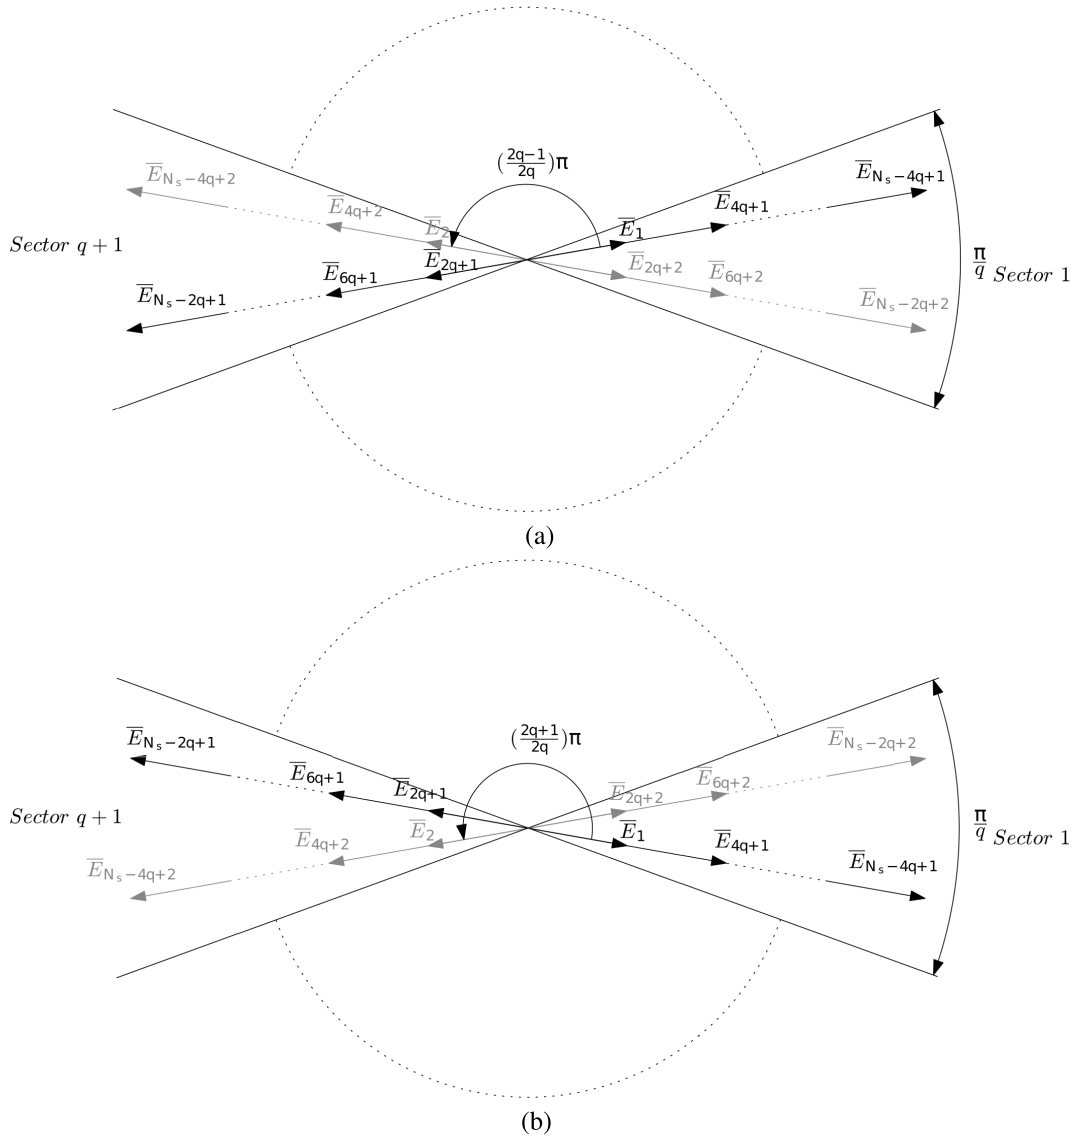 (2q−1/2q)π
E̅Nₛ−4q+2
E̅Nₛ−4q+1
E̅4q+2
E̅4q+1
E̅2
E̅1
Sector q + 1
E̅6q+1
E̅2q+1
E̅2q+2
E̅6q+2
π/q Sector 1
E̅Nₛ−2q+1
E̅Nₛ−2q+2
(a)
(2q+1/2q)π
E̅Nₛ−2q+1
E̅Nₛ−2q+2
E̅6q+1
E̅6q+2
E̅2q+1
E̅2q+2
Sector q + 1
E̅4q+2
E̅2
E̅1
E̅4q+1
π/q Sector 1
E̅Nₛ−4q+2
E̅Nₛ−4q+1
(b)